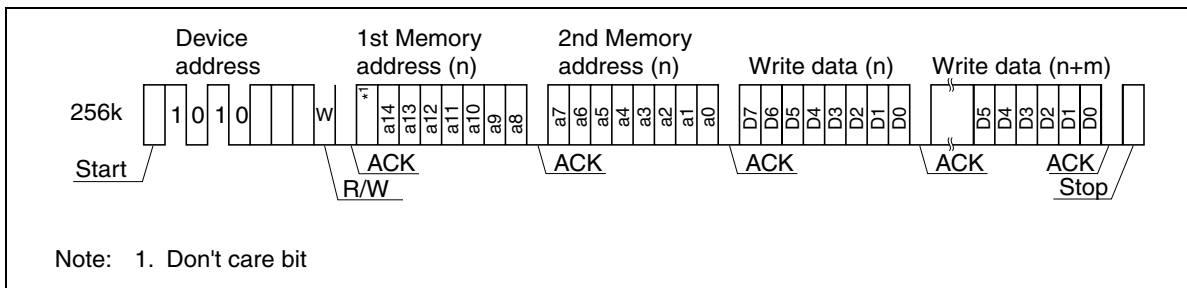 Device 1st Memory 2nd Memory
address address (n) address (n) Write data (n) Write data (n+m)
256k 1 0 1 0 W *1 a14 a13 a12 a11 a10 a9 a8 a7 a6 a5 a4 a3 a2 a1 a0 D7 D6 D5 D4 D3 D2 D1 D0 D5 D4 D3 D2 D1 D0
Start ACK ACK ACK ACK ACK
R/W Stop
Note: 1. Don't care bit